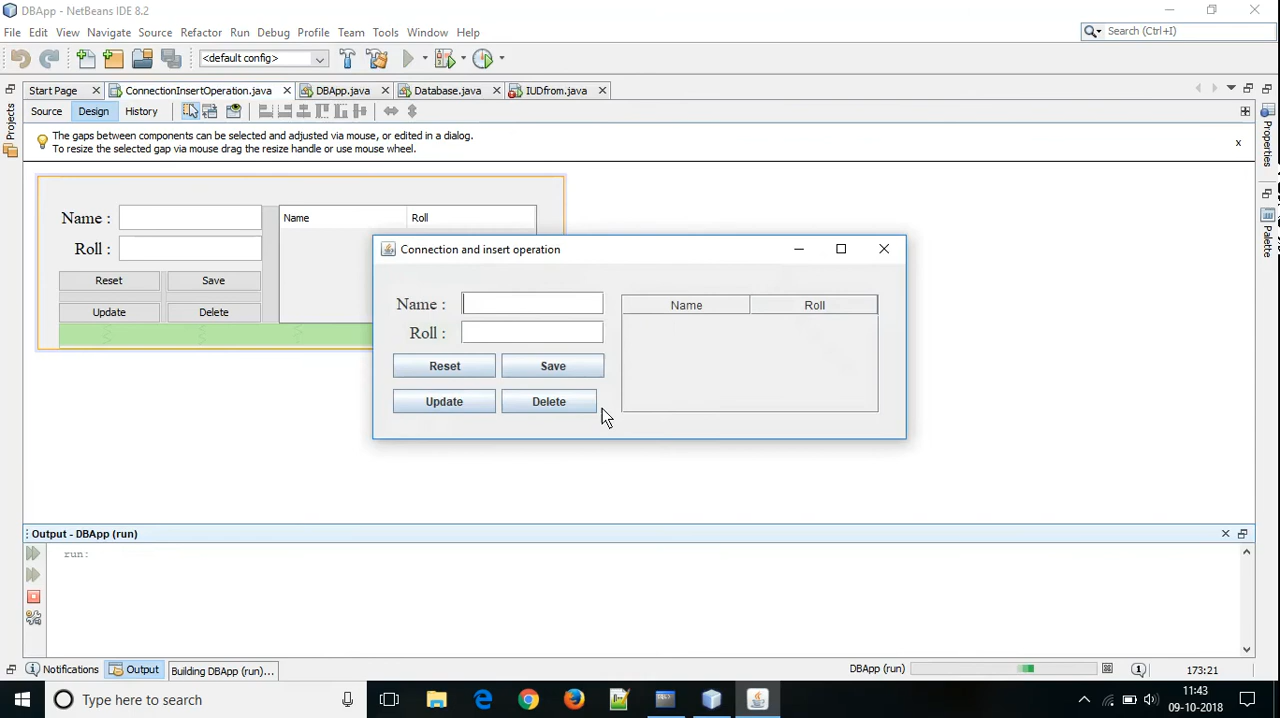 DBApp - NetBeans IDE 8.2
File Edit View Navigate Source Refactor Run Debug Profile Team Tools Window Help
Search (Ctrl+I)
<default config>
Start Page ConnectionInsertOperation.java DBApp.java Database.java IUDfrom.java
Source Design History
The gaps between components can be selected and adjusted via mouse, or edited in a dialog.
To resize the selected gap via mouse drag the resize handle or use mouse wheel.
x
Projects
Properties
Palette
Name :
Roll :
Name Roll
Reset Save
Update Delete
Connection and insert operation
Name :
Roll :
Name Roll
Reset Save
Update Delete
Output - DBApp (run)
run:
Notifications Output Building DBApp (run)...
DBApp (run)
173:21
Type here to search
11:43
09-10-2018